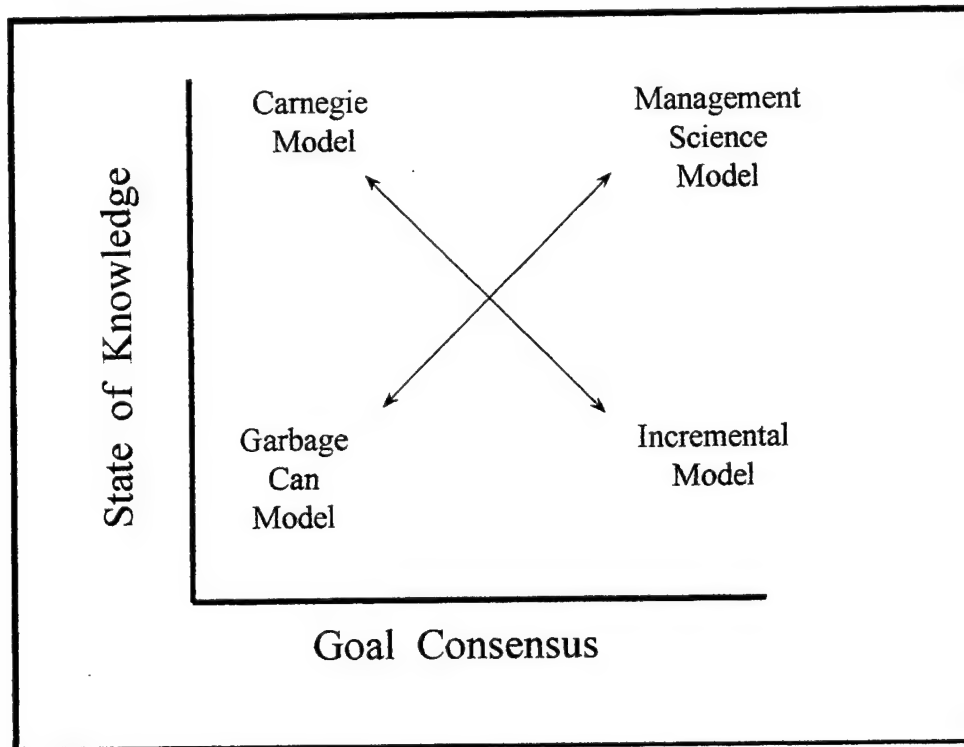 Carnegie
Model
Management
Science
Model
State of Knowledge
Garbage
Can
Model
Incremental
Model
Goal Consensus